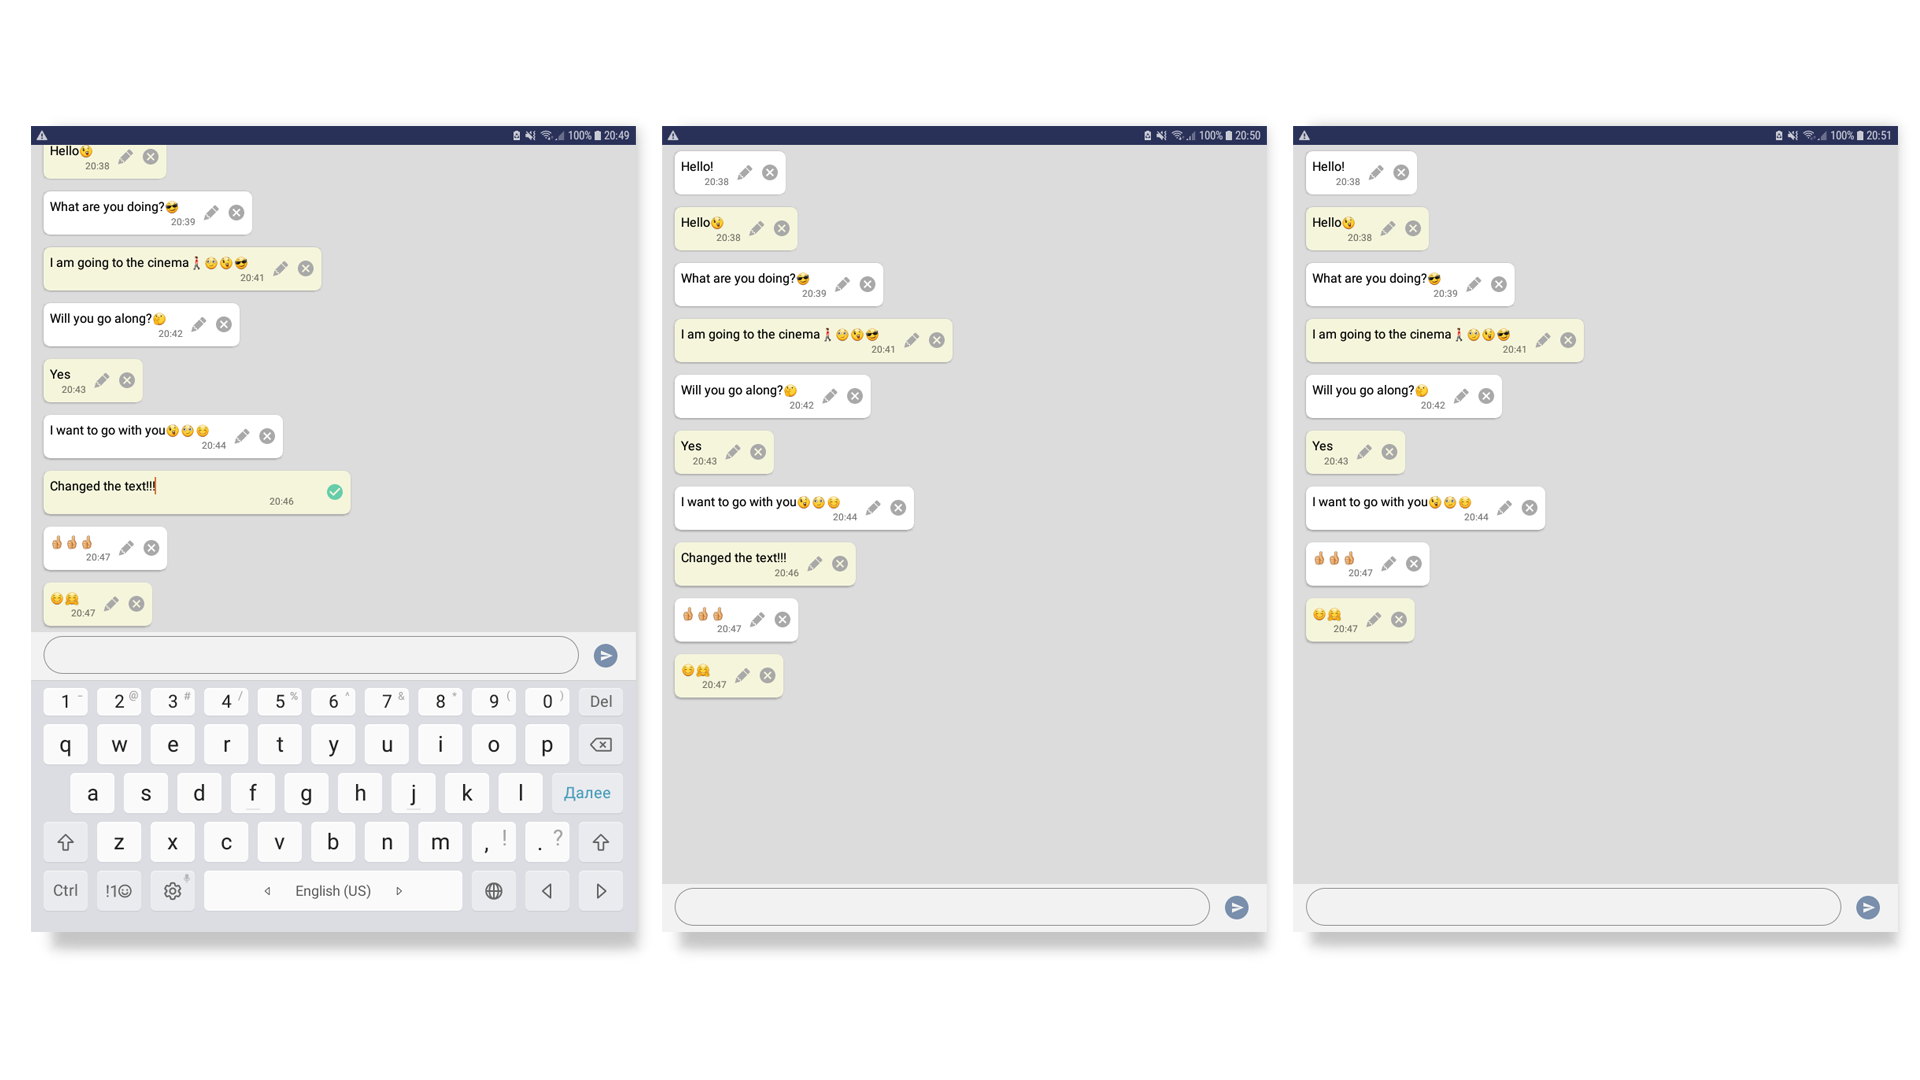 100% 20:49
Hello😘
20:38
What are you doing?😎
20:39
I am going to the cinema🚶🧐😘😎
20:41
Will you go along?🤔
20:42
Yes
20:43
I want to go with you😘🧐😊
20:44
Changed the text!!!
20:46
👍👍👍
20:47
😊🤗
20:47
1 - 2 @ 3 # 4 / 5 % 6 ^ 7 & 8 * 9 ( 0 ) Del
q w e r t y u i o p
a s d f g h j k l Далее
z x c v b n m , ! . ?
Ctrl !1☺ English (US)
100% 20:50
Hello!
20:38
Hello😘
20:38
What are you doing?😎
20:39
I am going to the cinema🚶🧐😘😎
20:41
Will you go along?🤔
20:42
Yes
20:43
I want to go with you😘🧐😊
20:44
Changed the text!!!
20:46
👍👍👍
20:47
😊🤗
20:47
100% 20:51
Hello!
20:38
Hello😘
20:38
What are you doing?😎
20:39
I am going to the cinema🚶🧐😘😎
20:41
Will you go along?🤔
20:42
Yes
20:43
I want to go with you😘🧐😊
20:44
👍👍👍
20:47
😊🤗
20:47